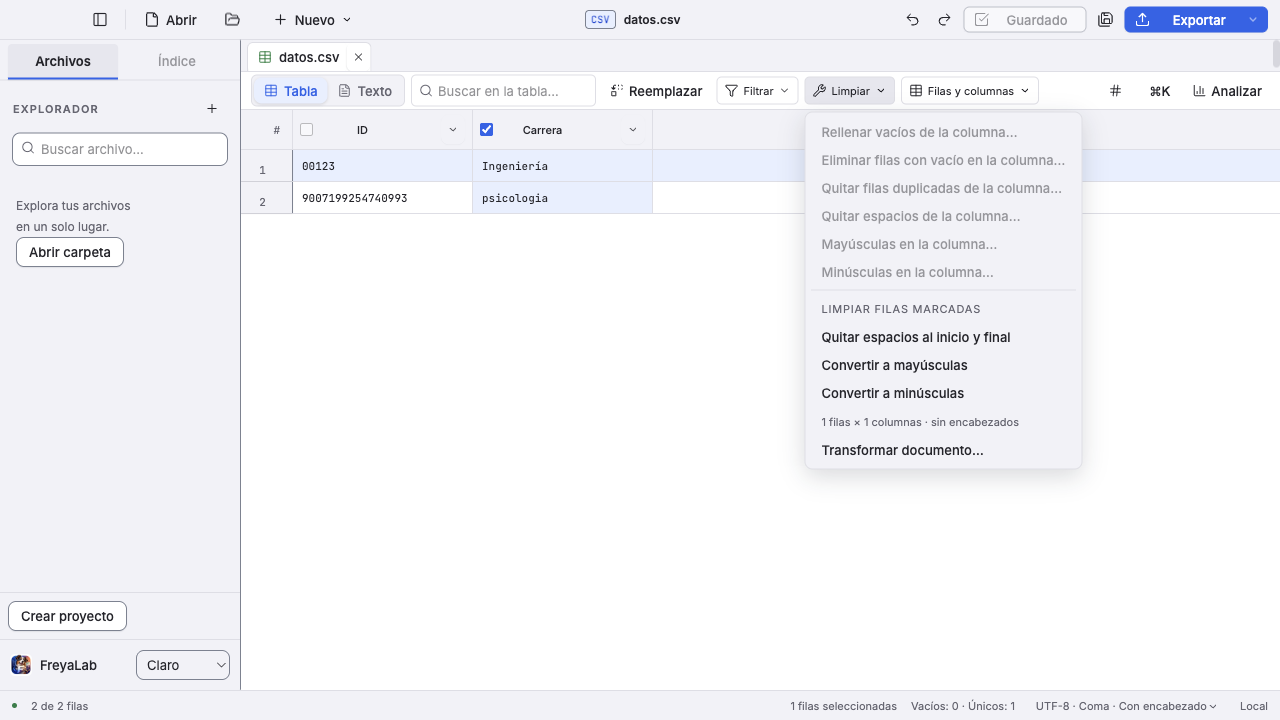 Abrir
Nuevo
CSV datos.csv
Guardado
Exportar
Archivos
Índice
datos.csv
EXPLORADOR
Tabla
Texto
Buscar en la tabla...
Reemplazar
Filtrar
Limpiar
Filas y columnas
#
⌘K
Analizar
Buscar archivo...
Explora tus archivos
en un solo lugar.
Abrir carpeta
# ID Carrera
1 00123 Ingeniería
2 9007199254740993 psicologia
Rellenar vacíos de la columna...
Eliminar filas con vacío en la columna...
Quitar filas duplicadas de la columna...
Quitar espacios de la columna...
Mayúsculas en la columna...
Minúsculas en la columna...
LIMPIAR FILAS MARCADAS
Quitar espacios al inicio y final
Convertir a mayúsculas
Convertir a minúsculas
1 filas × 1 columnas · sin encabezados
Transformar documento...
Crear proyecto
FreyaLab
Claro
2 de 2 filas
1 filas seleccionadas
Vacíos: 0 · Únicos: 1
UTF-8 · Coma · Con encabezado
Local